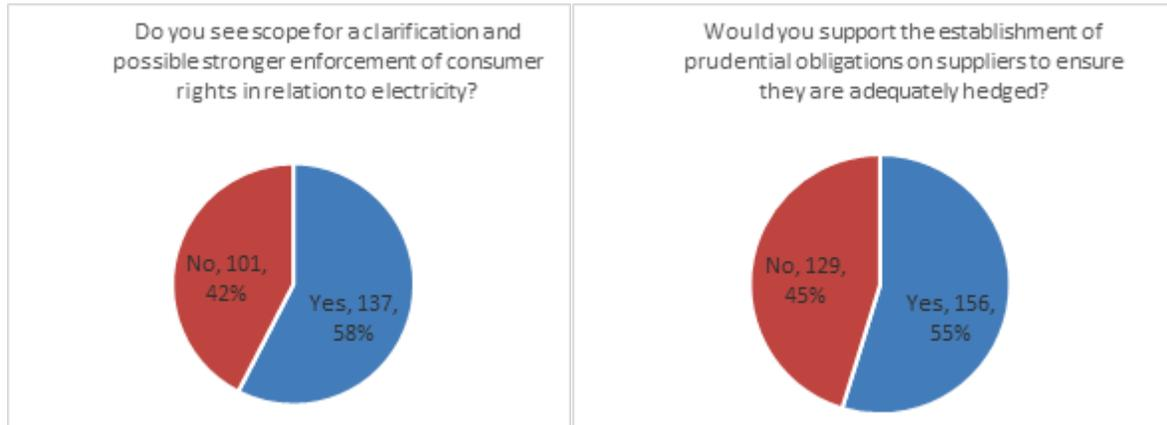 Do you see scope for a clarification and
possible stronger enforcement of consumer
rights in relation to electricity?
No, 101,
42%
Yes, 137,
58%
Would you support the establishment of
prudential obligations on suppliers to ensure
they are adequately hedged?
No, 129,
45%
Yes, 156,
55%